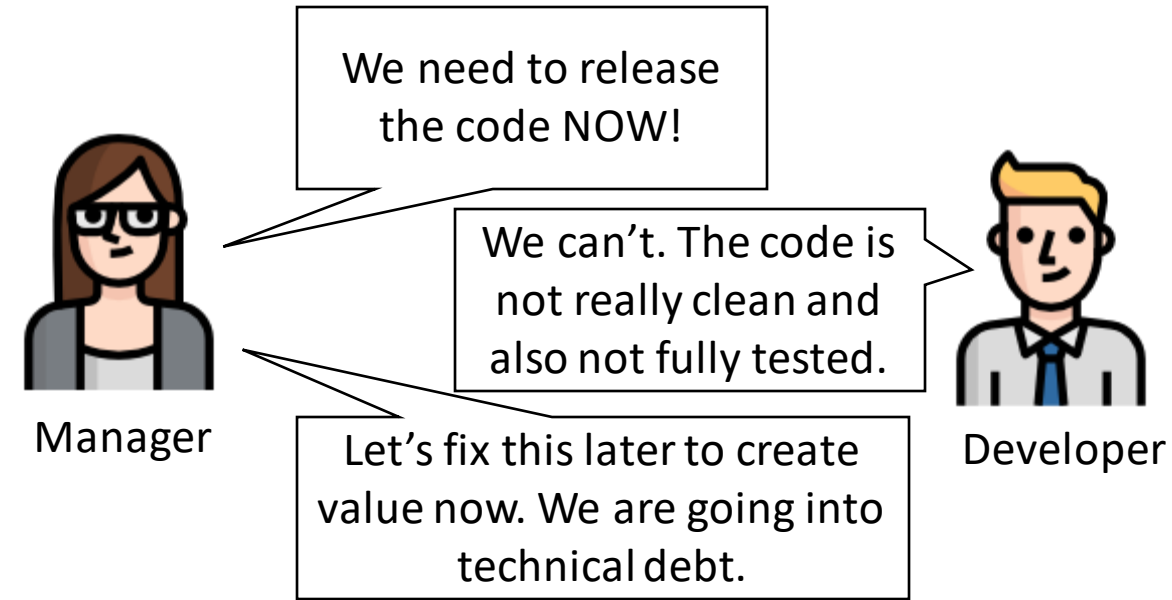 We need to release
the code NOW!
We can’t. The code is
not really clean and
also not fully tested.
Manager
Developer
Let’s fix this later to create
value now. We are going into
technical debt.